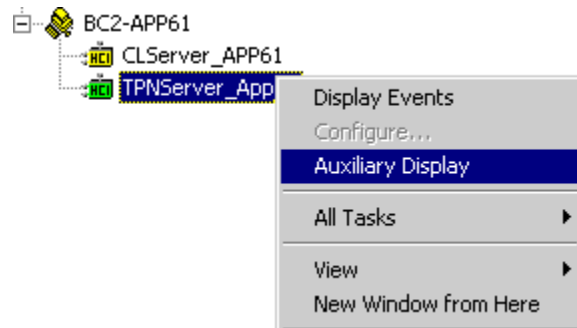 BC2-APP61
HCI CLServer_APP61
HCI TPNServer_App
Display Events
Configure...
Auxiliary Display
All Tasks
View
New Window from Here